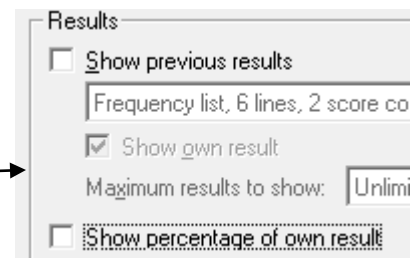 Results
Show previous results
Frequency list, 6 lines, 2 score co
Show own result
Maximum results to show: Unlimi
Show percentage of own result